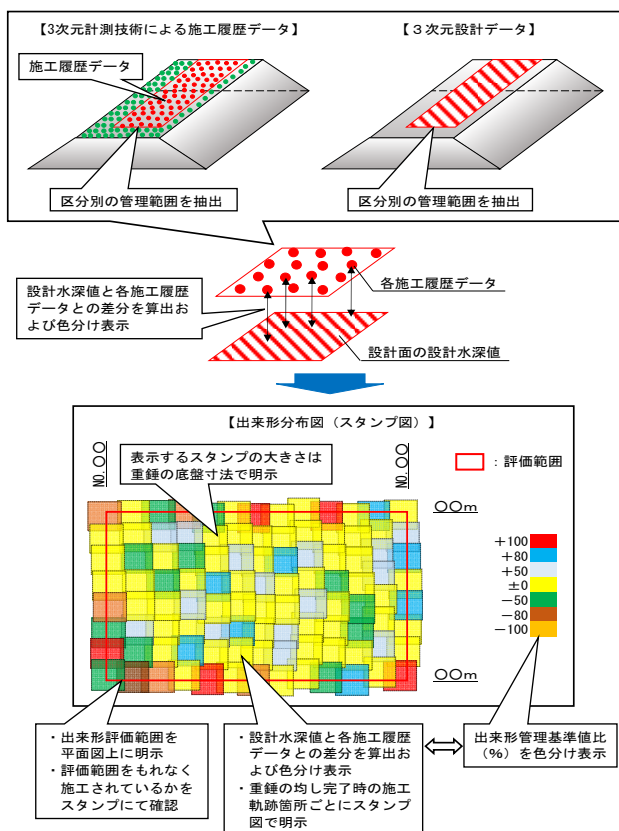 【3次元計測技術による施工履歴データ】
【３次元設計データ】
施工履歴データ
区分別の管理範囲を抽出
区分別の管理範囲を抽出
設計水深値と各施工履歴
データとの差分を算出お
よび色分け表示
各施工履歴データ
設計面の設計水深値
【出来形分布図（スタンプ図）】
NO.〇〇
表示するスタンプの大きさは
重錘の底盤寸法で明示
NO.〇〇
：評価範囲
〇〇m
＋100
＋80
＋50
±0
－50
－80
－100
〇〇m
・出来形評価範囲を
平面図上に明示
・評価範囲をもれなく
施工されているかを
スタンプにて確認
・設計水深値と各施工履歴
データとの差分を算出お
よび色分け表示
・重錘の均し完了時の施工
軌跡箇所ごとにスタンプ
図で明示
出来形管理基準値比
（%）を色分け表示